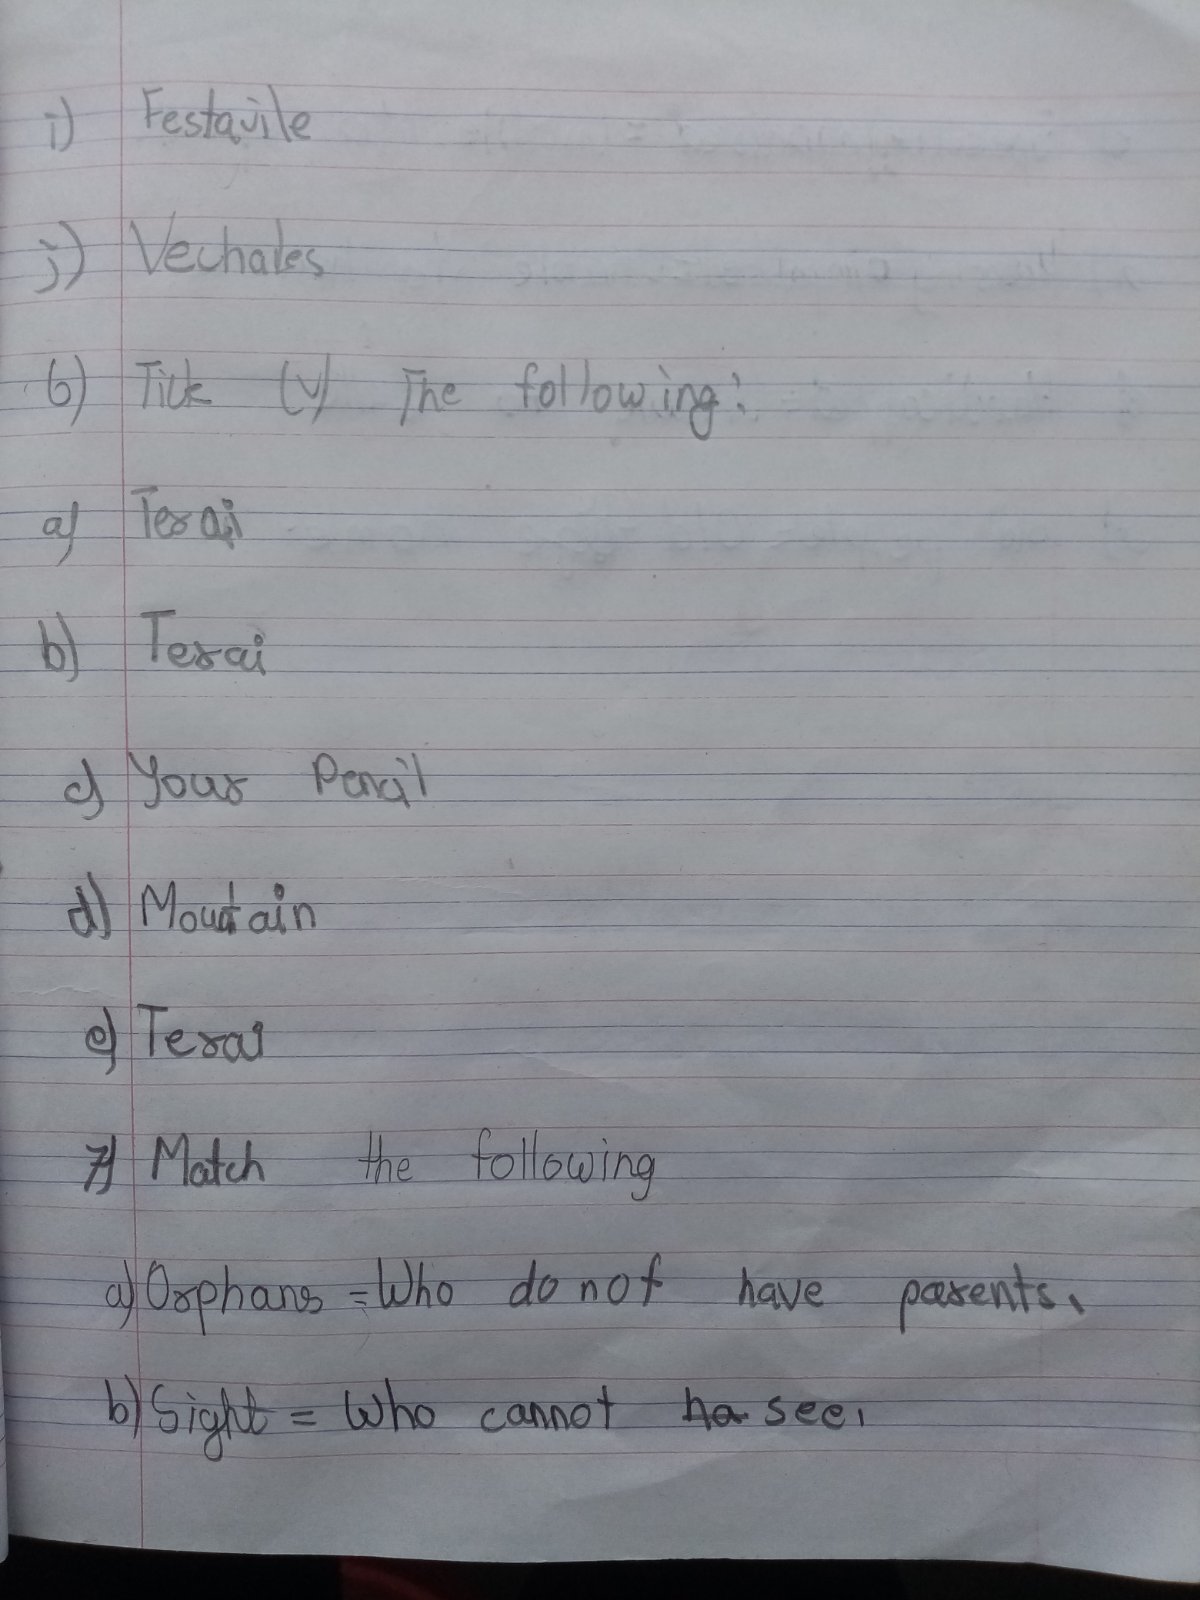 i) Festavile
j) Vechales
6) Tick (√) The following:
a) Terai
b) Terai
c) Your Pencil
d) Moutain
e) Terai
7) Match the following
a) Orphans = Who do not have parents.
b) Sight = Who cannot ha see.